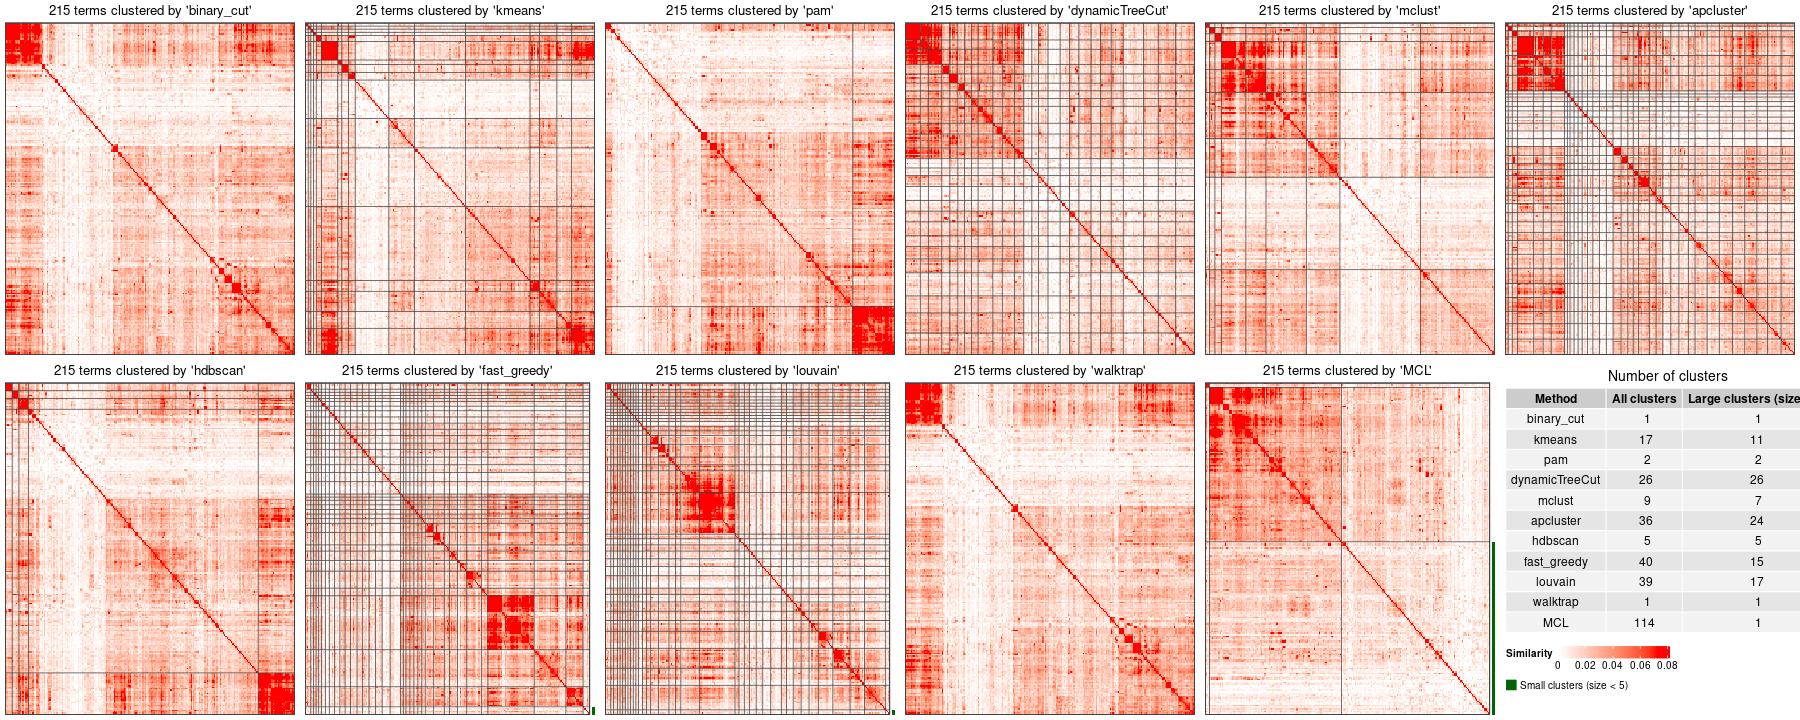 215 terms clustered by 'binary_cut'
215 terms clustered by 'kmeans'
215 terms clustered by 'pam'
215 terms clustered by 'dynamicTreeCut'
215 terms clustered by 'mclust'
215 terms clustered by 'apcluster'
215 terms clustered by 'hdbscan'
215 terms clustered by 'fast_greedy'
215 terms clustered by 'louvain'
215 terms clustered by 'walktrap'
215 terms clustered by 'MCL'
Number of clusters
Method All clusters Large clusters (size
binary_cut 1 1
kmeans 17 11
pam 2 2
dynamicTreeCut 26 26
mclust 9 7
apcluster 36 24
hdbscan 5 5
fast_greedy 40 15
louvain 39 17
walktrap 1 1
MCL 114 1
Similarity
0 0.02 0.04 0.06 0.08
Small clusters (size < 5)